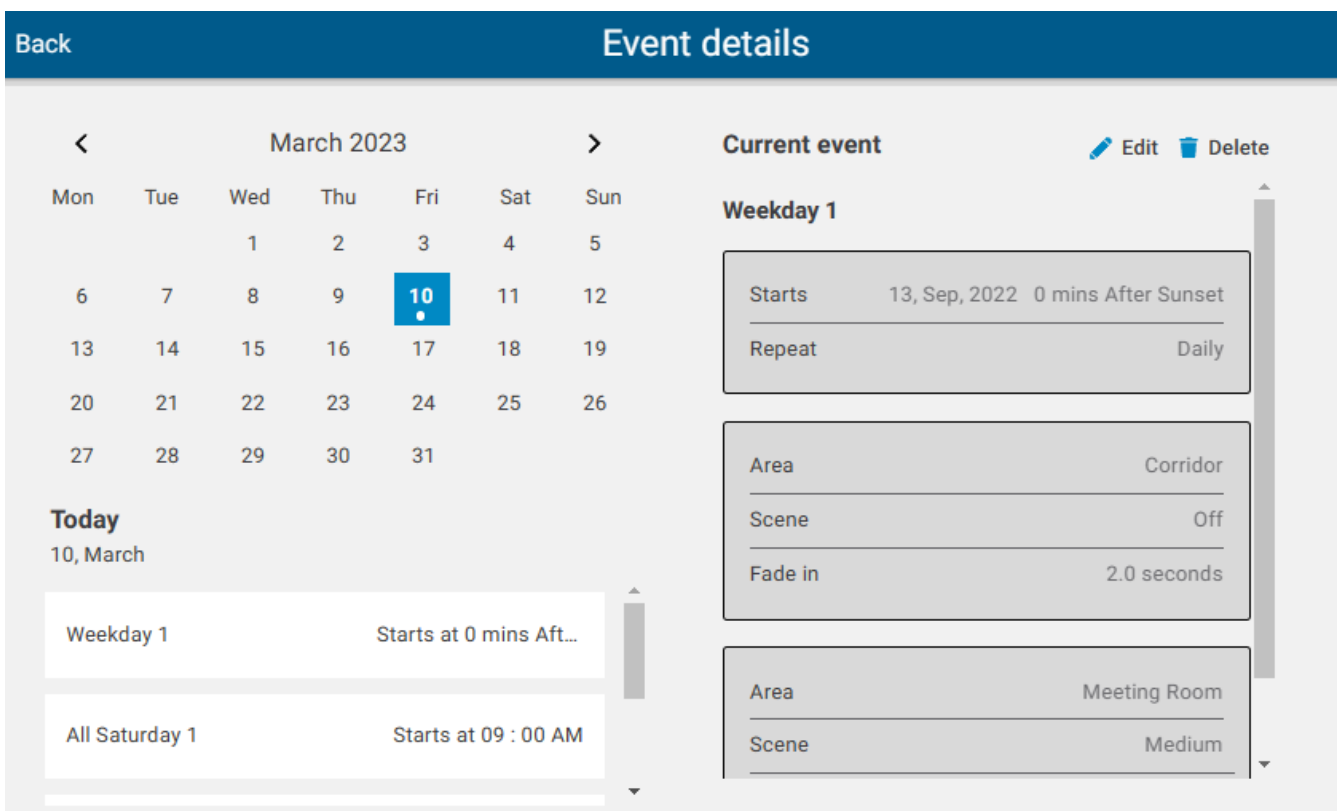 Back
Event details
March 2023
Mon Tue Wed Thu Fri Sat Sun
1 2 3 4 5
6 7 8 9 10 11 12
13 14 15 16 17 18 19
20 21 22 23 24 25 26
27 28 29 30 31
Today
10, March
Weekday 1 Starts at 0 mins Aft...
All Saturday 1 Starts at 09 : 00 AM
Current event Edit Delete
Weekday 1
Starts 13, Sep, 2022 0 mins After Sunset
Repeat Daily
Area Corridor
Scene Off
Fade in 2.0 seconds
Area Meeting Room
Scene Medium